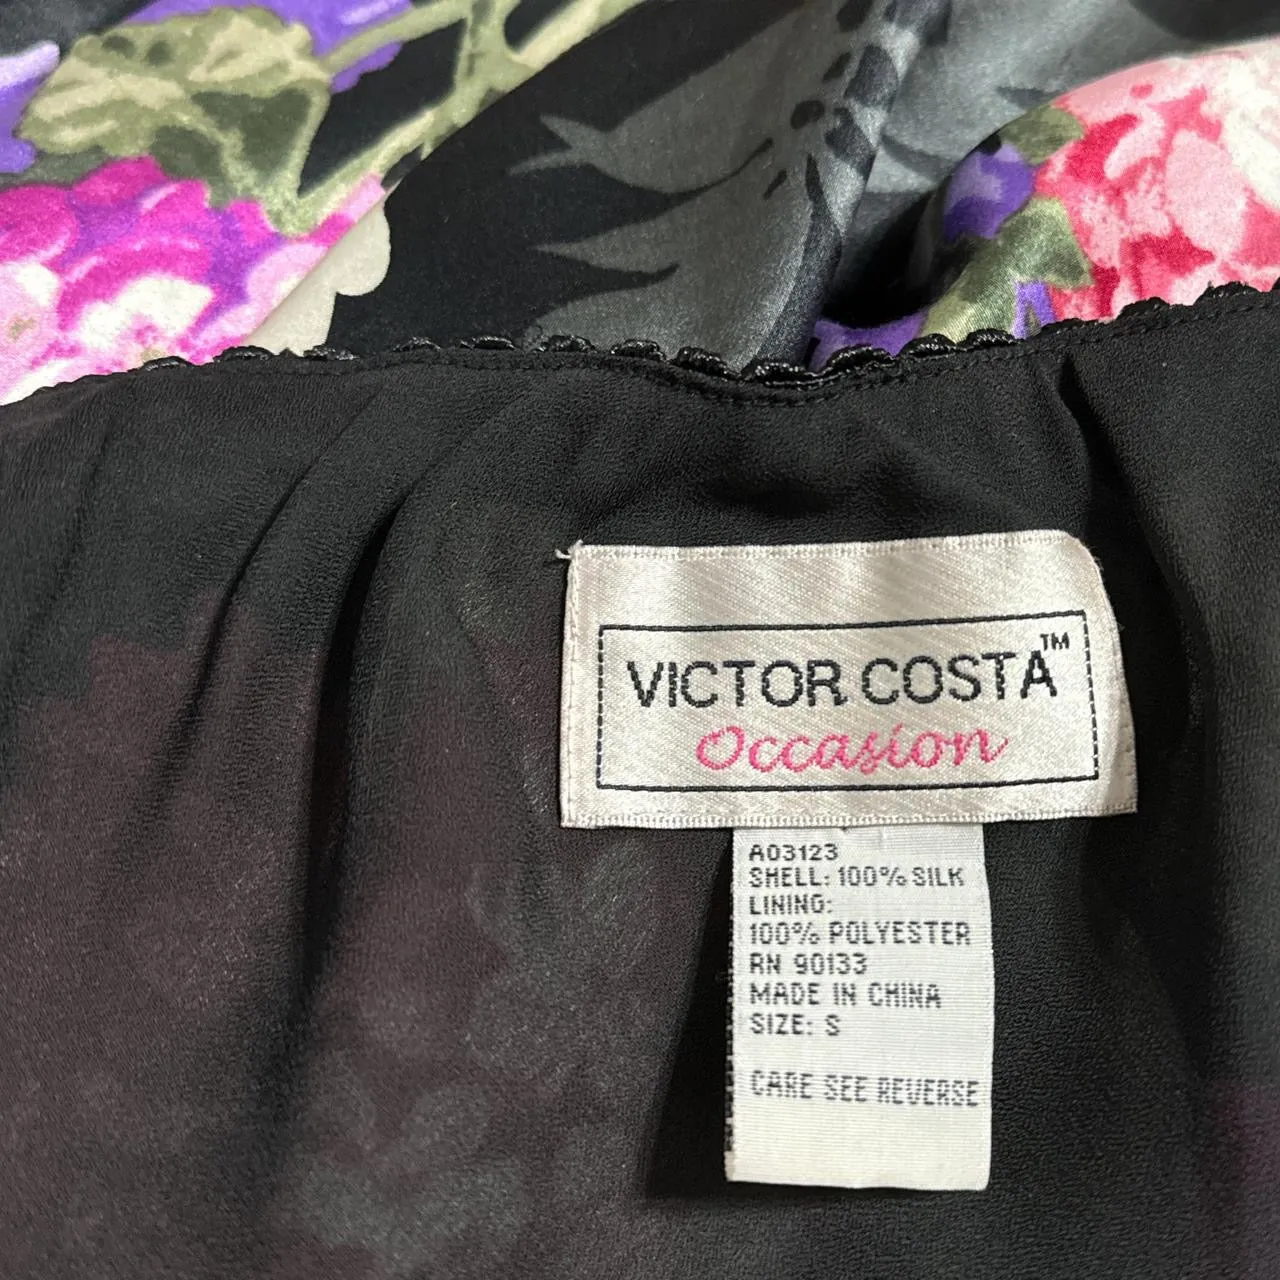 VICTOR COSTA™
Occasion
A03123
SHELL: 100% SILK
LINING:
100% POLYESTER
RN 90133
MADE IN CHINA
SIZE: S
CARE SEE REVERSE